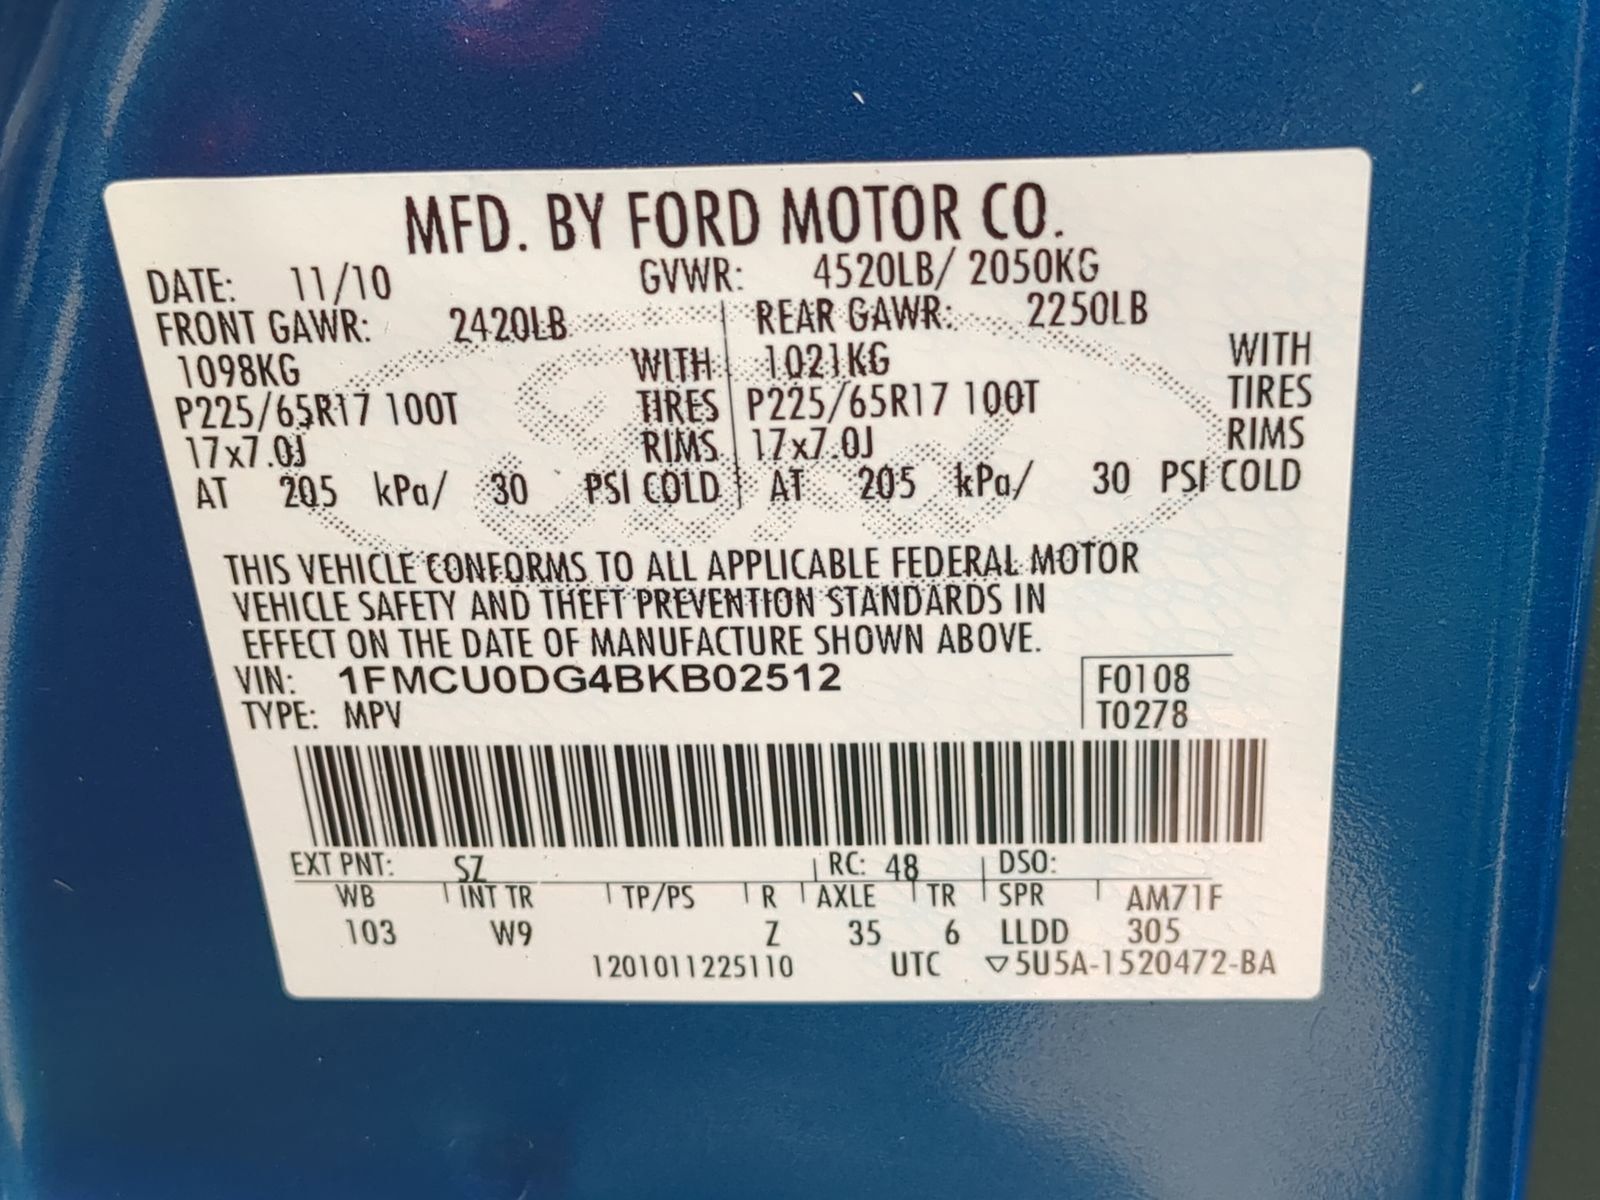 MFD. BY FORD MOTOR CO.
DATE: 11/10 GVWR: 4520LB/ 2050KG
FRONT GAWR: 2420LB REAR GAWR: 2250LB
1098KG WITH 1021KG WITH
P225/65R17 100T TIRES P225/65R17 100T TIRES
17x7.0J RIMS 17x7.0J RIMS
AT 205 kPa/ 30 PSI COLD AT 205 kPa/ 30 PSI COLD
Ford
THIS VEHICLE CONFORMS TO ALL APPLICABLE FEDERAL MOTOR
VEHICLE SAFETY AND THEFT PREVENTION STANDARDS IN
EFFECT ON THE DATE OF MANUFACTURE SHOWN ABOVE.
VIN: 1FMCU0DG4BKB02512 F0108
TYPE: MPV T0278
EXT PNT: SZ RC: 48 DSO:
WB INT TR TP/PS R AXLE TR SPR AM71F
103 W9 Z 35 6 LLDD 305
1201011225110 UTC ▽5U5A-1520472-BA